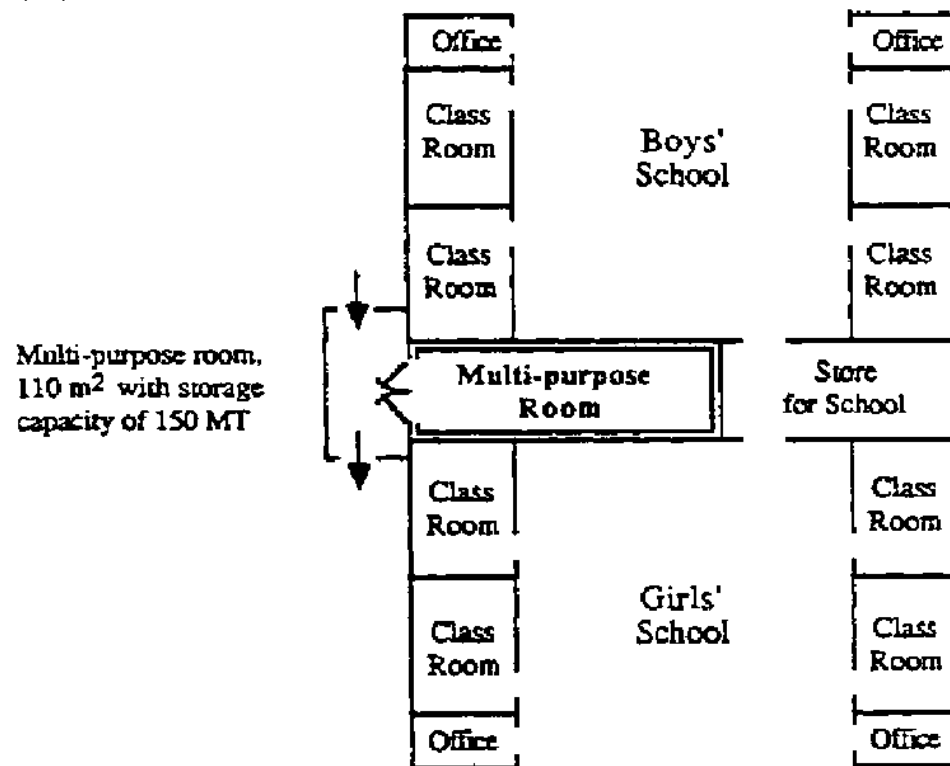 Office
Office
Class
Room
Class
Room
Boys'
School
Class
Room
Class
Room
Multi-purpose room,
110 m² with storage
capacity of 150 MT
Multi-purpose
Room
Store
for School
Class
Room
Class
Room
Girls'
School
Class
Room
Class
Room
Office
Office